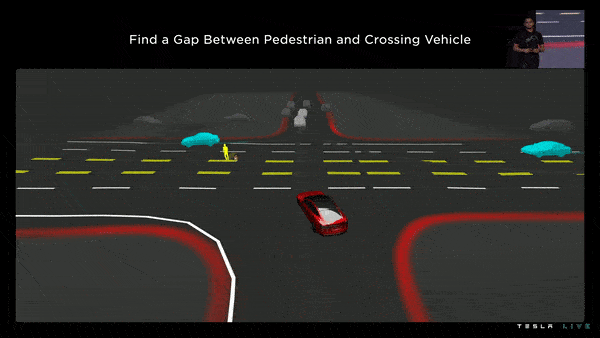 Find a Gap Between Pedestrian and Crossing Vehicle
TESLA LIVE